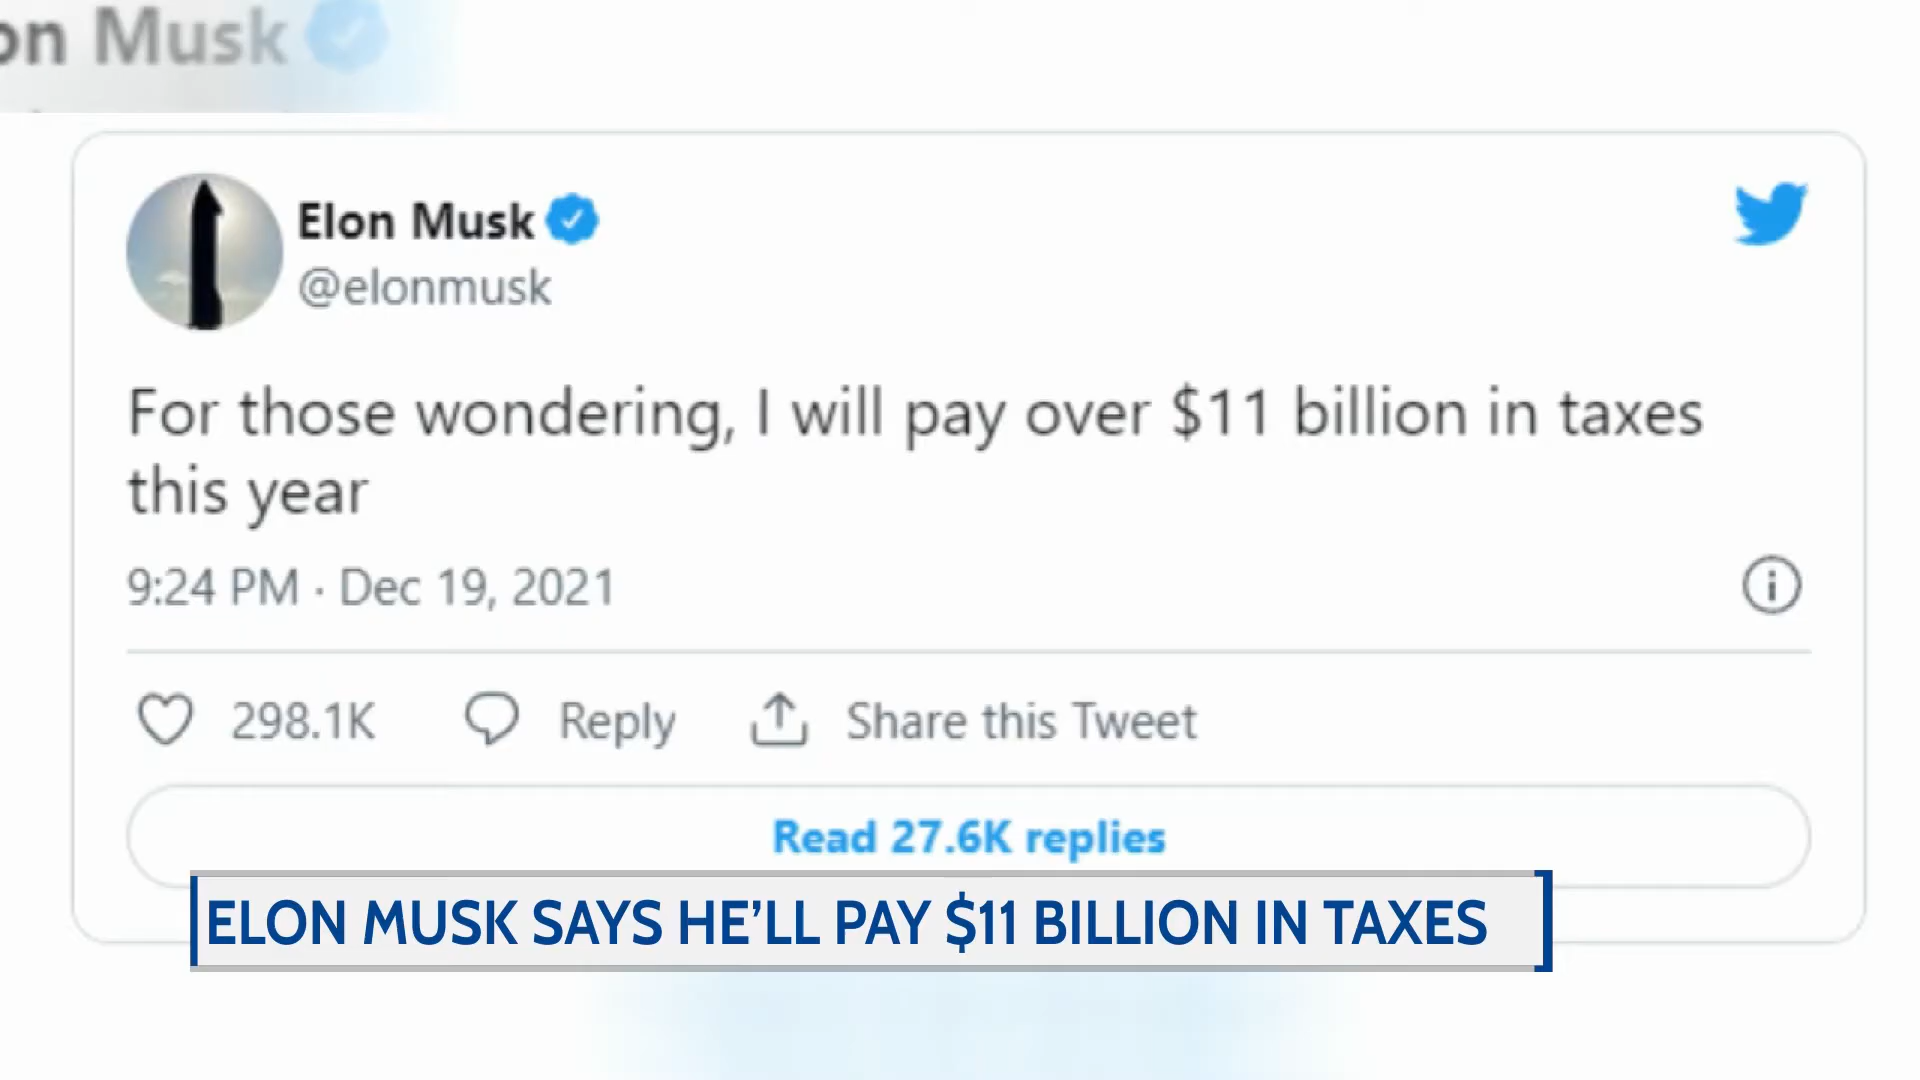 on Musk
Elon Musk
@elonmusk
For those wondering, I will pay over $11 billion in taxes
this year
9:24 PM · Dec 19, 2021
298.1K Reply Share this Tweet
Read 27.6K replies
ELON MUSK SAYS HE’LL PAY $11 BILLION IN TAXES